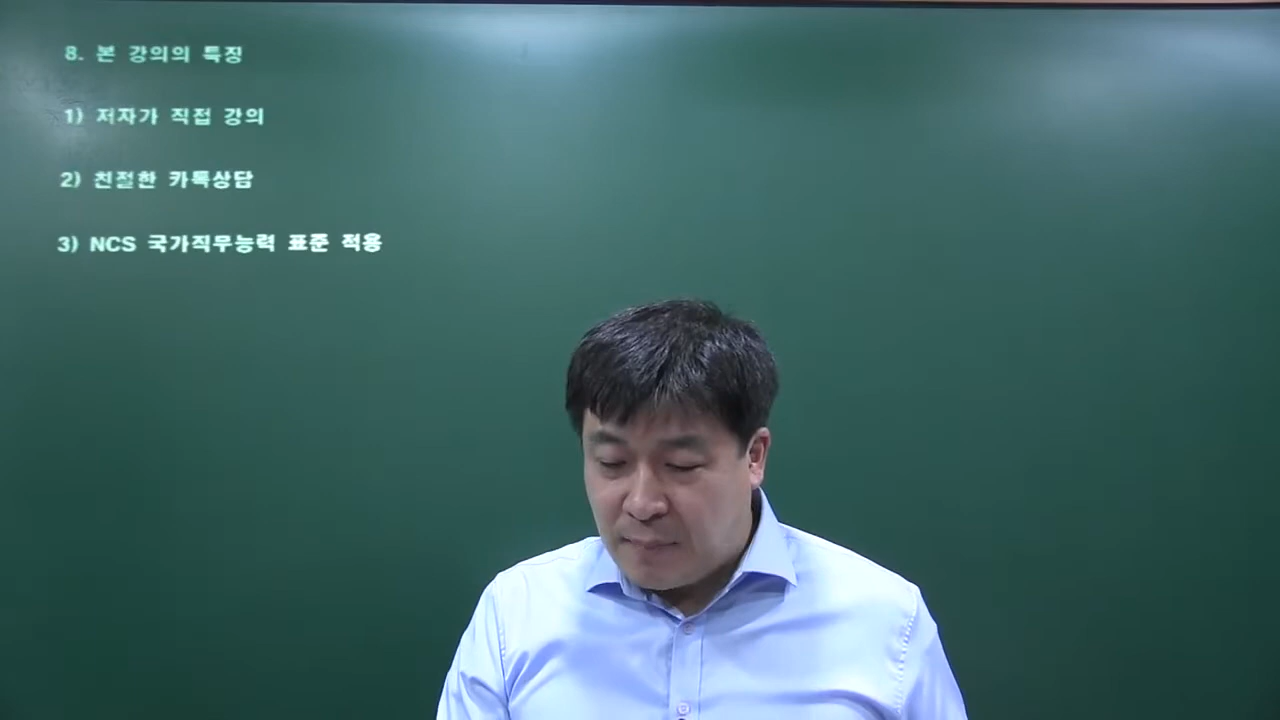 8. 본 강의의 특징
1) 저자가 직접 강의
2) 친절한 카톡상담
3) NCS 국가직무능력 표준 적용